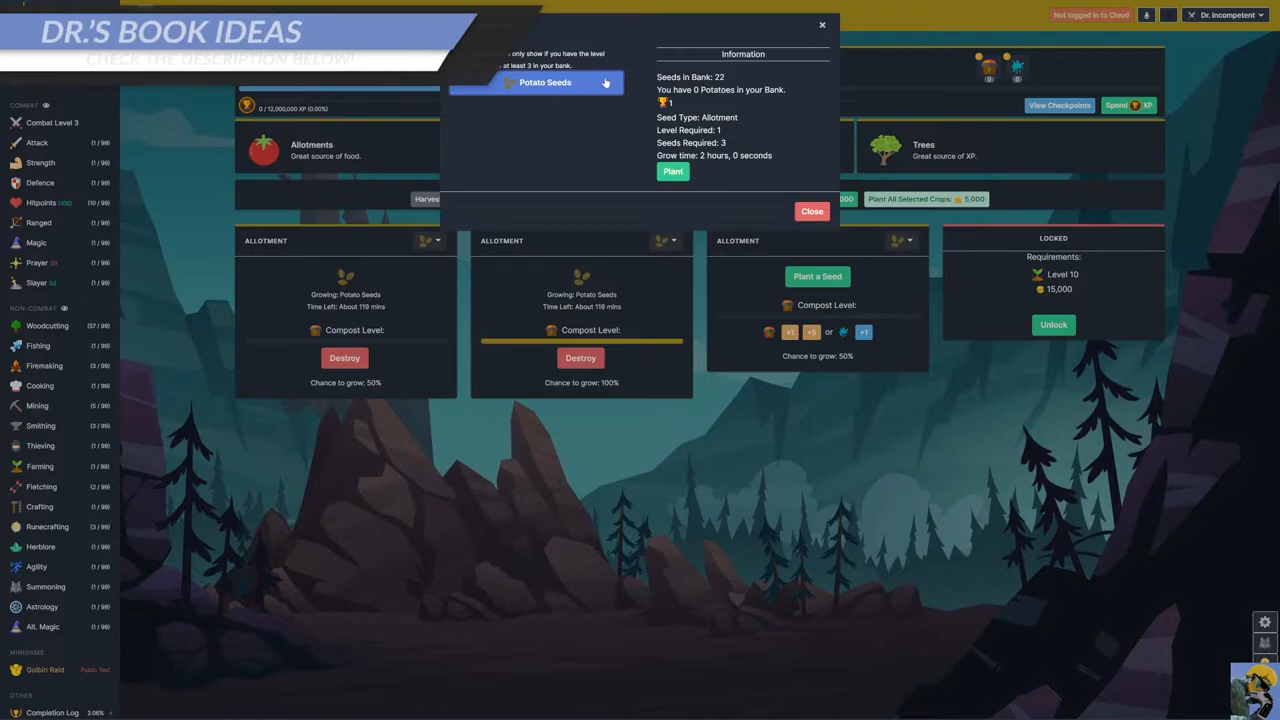 DR.'S BOOK IDEAS
CHECK THE DESCRIPTION BELOW!
Not logged in to Cloud
Dr. Incompetent
only show if you have the level
at least 3 in your bank.
Potato Seeds
Information
Seeds in Bank: 22
You have 0 Potatoes in your Bank.
1
Seed Type: Allotment
Level Required: 1
Seeds Required: 3
Grow time: 2 hours, 0 seconds
Plant
Close
0 / 12,000,000 XP (0.00%)
0
0
View Checkpoints
Spend XP
Allotments
Great source of food.
Trees
Great source of XP.
Harves
000
Plant All Selected Crops: 5,000
ALLOTMENT
Growing: Potato Seeds
Time Left: About 119 mins
Compost Level:
Destroy
Chance to grow: 50%
ALLOTMENT
Growing: Potato Seeds
Time Left: About 119 mins
Compost Level:
Destroy
Chance to grow: 100%
ALLOTMENT
Plant a Seed
Compost Level:
+1 +5 or +1
Chance to grow: 50%
LOCKED
Requirements:
Level 10
15,000
Unlock
COMBAT
Combat Level 3
Attack (1 / 99)
Strength (1 / 99)
Defence (1 / 99)
Hitpoints (100) (10 / 99)
Ranged (1 / 99)
Magic (1 / 99)
Prayer (0) (1 / 99)
Slayer (0) (1 / 99)
NON-COMBAT
Woodcutting (57 / 99)
Fishing (1 / 99)
Firemaking (3 / 99)
Cooking (1 / 99)
Mining (5 / 99)
Smithing (1 / 99)
Thieving (1 / 99)
Farming (1 / 99)
Fletching (2 / 99)
Crafting (1 / 99)
Runecrafting (3 / 99)
Herblore (1 / 99)
Agility (1 / 99)
Summoning (1 / 99)
Astrology (1 / 99)
Alt. Magic (1 / 99)
MINIGAME
Golbin Raid Public Test
OTHER
Completion Log 2.06%